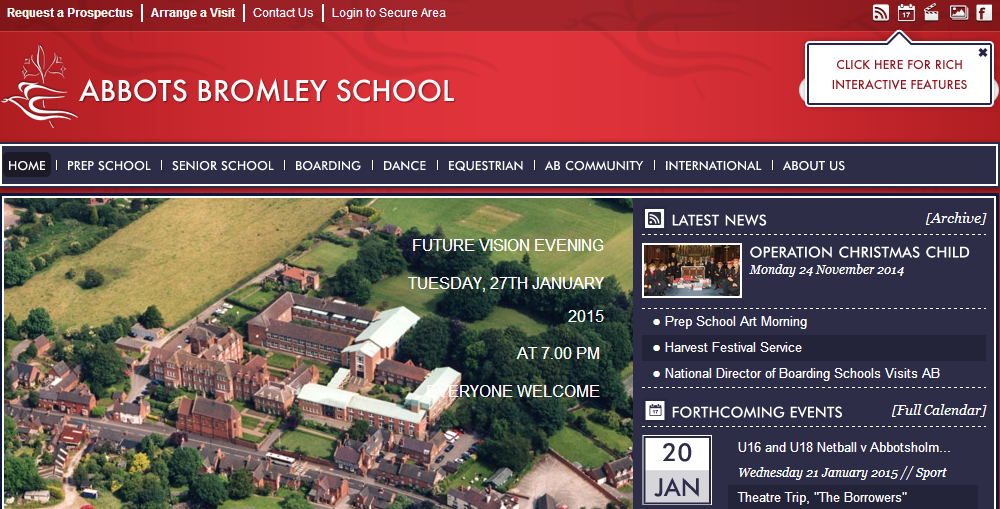 Request a Prospectus
Arrange a Visit
Contact Us
Login to Secure Area
17
CLICK HERE FOR RICH
INTERACTIVE FEATURES
ABBOTS BROMLEY SCHOOL
HOME
PREP SCHOOL
SENIOR SCHOOL
BOARDING
DANCE
EQUESTRIAN
AB COMMUNITY
INTERNATIONAL
ABOUT US
FUTURE VISION EVENING
TUESDAY, 27TH JANUARY
2015
AT 7.00 PM
EVERYONE WELCOME
LATEST NEWS
[Archive]
OPERATION CHRISTMAS CHILD
Monday 24 November 2014
Prep School Art Morning
Harvest Festival Service
National Director of Boarding Schools Visits AB
17
FORTHCOMING EVENTS
[Full Calendar]
20
JAN
U16 and U18 Netball v Abbotsholm...
Wednesday 21 January 2015 // Sport
Theatre Trip, "The Borrowers"